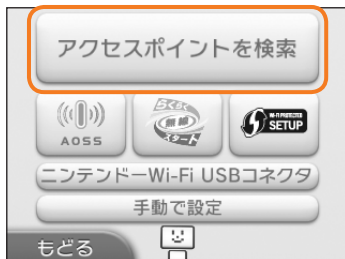 アクセスポイントを検索
AOSS
らくらく
無線
スタート
Wi-Fi PROTECTED
SETUP
ニンテンドーWi-Fi USBコネクタ
手動で設定
もどる